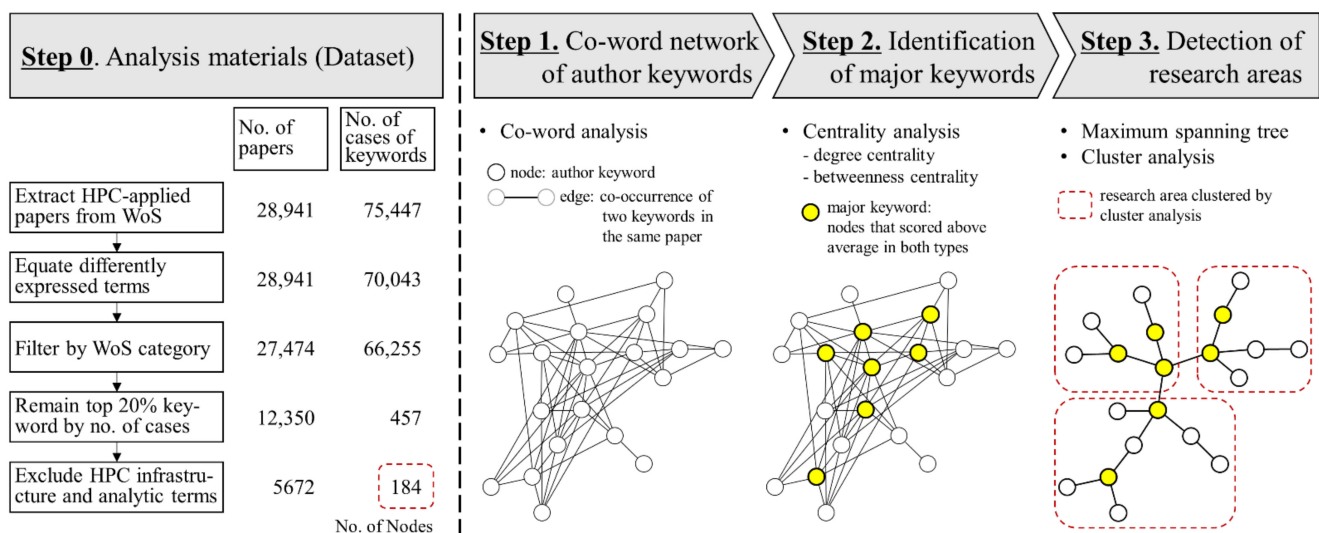 Step 0. Analysis materials (Dataset)
No. of
papers
No. of
cases of
keywords
Extract HPC-applied
papers from WoS
28,941
75,447
Equate differently
expressed terms
28,941
70,043
Filter by WoS category
27,474
66,255
Remain top 20% key-
word by no. of cases
12,350
457
Exclude HPC infrastru-
cture and analytic terms
5672
184
No. of Nodes
Step 1. Co-word network
of author keywords
• Co-word analysis
node: author keyword
edge: co-occurrence of
two keywords in
the same paper
Step 2. Identification
of major keywords
• Centrality analysis
- degree centrality
- betweenness centrality
major keyword:
nodes that scored above
average in both types
Step 3. Detection of
research areas
• Maximum spanning tree
• Cluster analysis
research area clustered by
cluster analysis